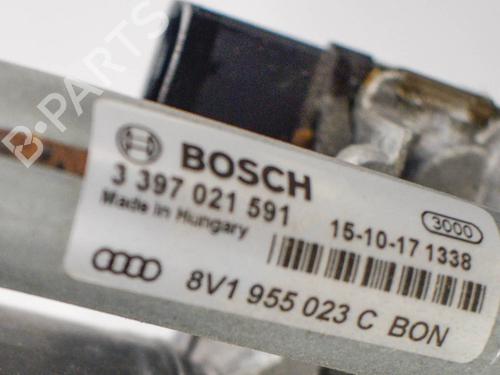 B-PARTS
BOSCH
3 397 021 591
Made in Hungary
3000
15-10-17 1338
8V1 955 023 C BON